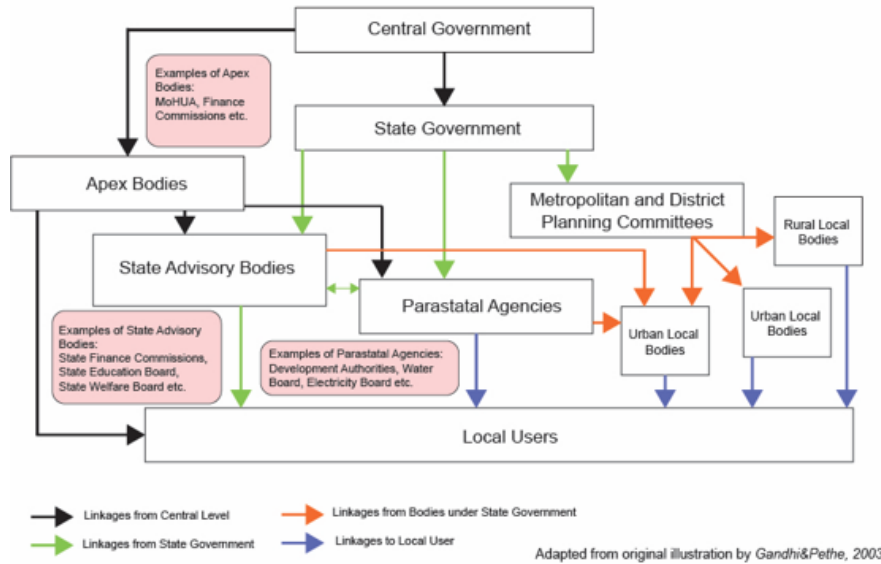 Central Government
Examples of Apex
Bodies:
MoHUA, Finance
Commissions etc.
State Government
Apex Bodies
Metropolitan and District
Planning Committees
Rural Local
Bodies
State Advisory Bodies
Parastatal Agencies
Urban Local
Bodies
Urban Local
Bodies
Examples of State Advisory
Bodies:
State Finance Commissions,
State Education Board,
State Welfare Board etc.
Examples of Parastatal Agencies:
Development Authorities, Water
Board, Electricity Board etc.
Local Users
Linkages from Central Level
Linkages from Bodies under State Government
Linkages from State Government
Linkages to Local User
Adapted from original illustration by Gandhi&Pethe, 2003